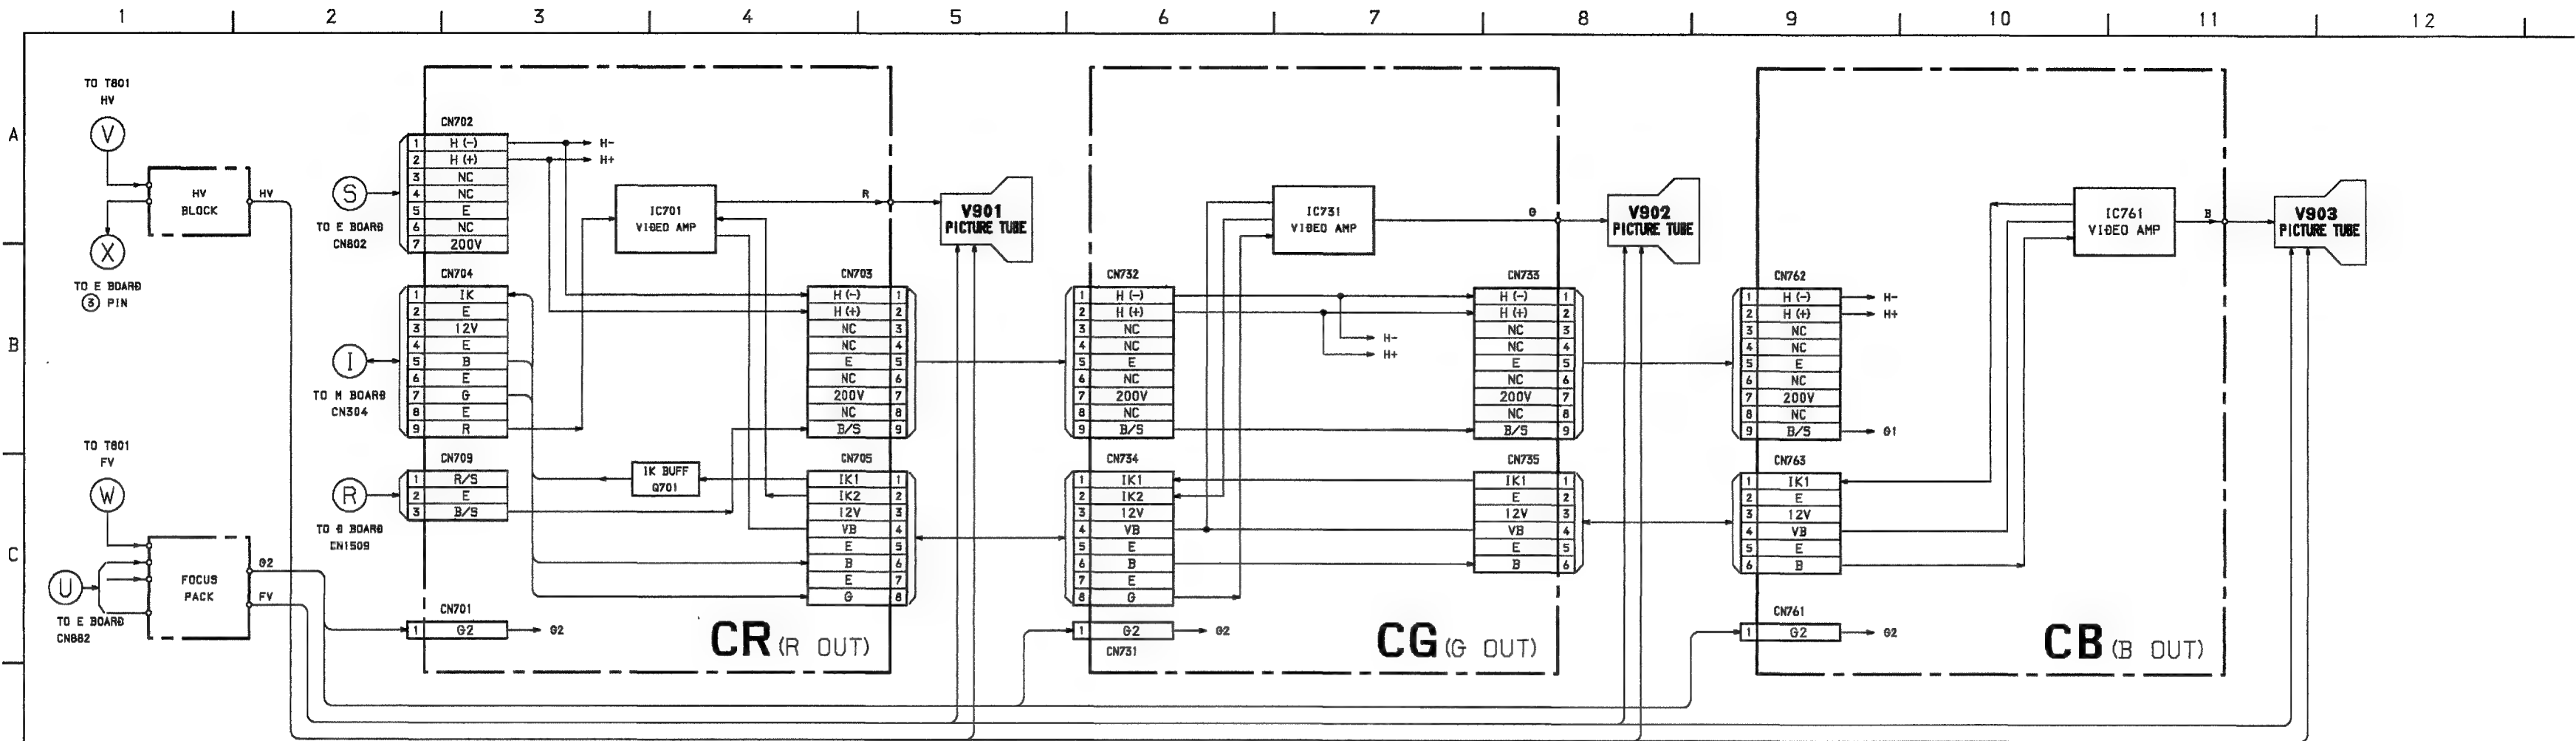 1 2 3 4 5 6 7 8 9 10 11 12
A
B
C
TO T801
HV
V
HV
BLOCK
HV
X
TO E BOARD
3 PIN
TO T801
FV
W
FOCUS
PACK
G2
FV
U
TO E BOARD
CN882
S
TO E BOARD
CN802
I
TO M BOARD
CN304
R
TO D BOARD
CN1509
CN702
1 H (-)
2 H (+)
3 NC
4 NC
5 E
6 NC
7 200V
H-
H+
CN704
1 IK
2 E
3 12V
4 E
5 B
6 E
7 G
8 E
9 R
CN709
1 R/S
2 E
3 B/S
CN701
1 G2
G2
IC701
VIDEO AMP
R
IK BUFF
Q701
CN703
H (-) 1
H (+) 2
NC 3
NC 4
E 5
NC 6
200V 7
NC 8
B/S 9
CN705
IK1 1
IK2 2
12V 3
VB 4
E 5
B 6
E 7
G 8
CR (R OUT)
V901
PICTURE TUBE
CN732
1 H (-)
2 H (+)
3 NC
4 NC
5 E
6 NC
7 200V
8 NC
9 B/S
CN734
1 IK1
2 IK2
3 12V
4 VB
5 E
6 B
7 E
8 G
1 G2
G2
CN731
IC731
VIDEO AMP
G
H-
H+
CN733
H (-) 1
H (+) 2
NC 3
NC 4
E 5
NC 6
200V 7
NC 8
B/S 9
CN735
IK1 1
E 2
12V 3
VB 4
E 5
B 6
CG (G OUT)
V902
PICTURE TUBE
CN762
1 H (-)
2 H (+)
3 NC
4 NC
5 E
6 NC
7 200V
8 NC
9 B/S
H-
H+
G1
CN763
1 IK1
2 E
3 12V
4 VB
5 E
6 B
CN761
1 G2
G2
IC761
VIDEO AMP
B
CB (B OUT)
V903
PICTURE TUBE